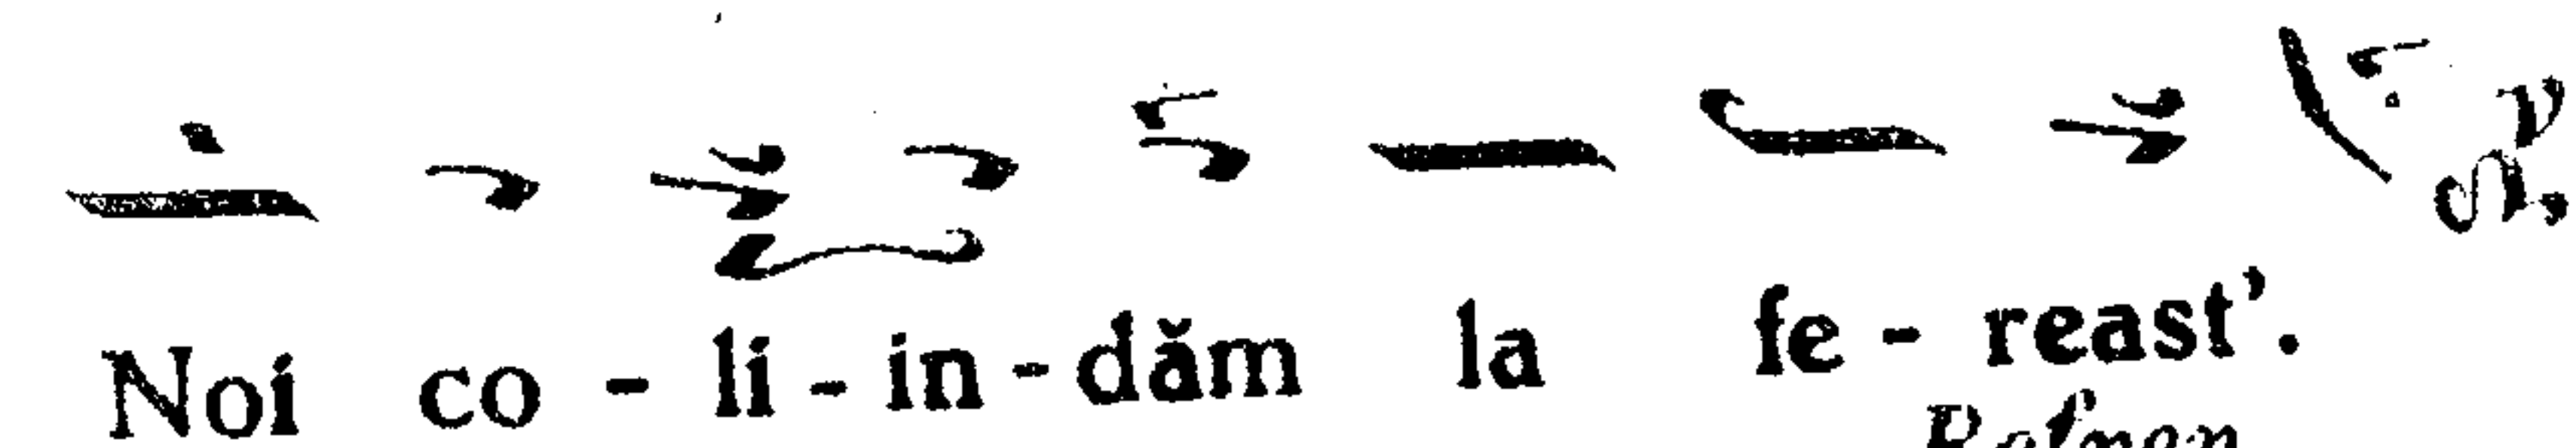 Noi co - li - in - dăm la fe - reast'.